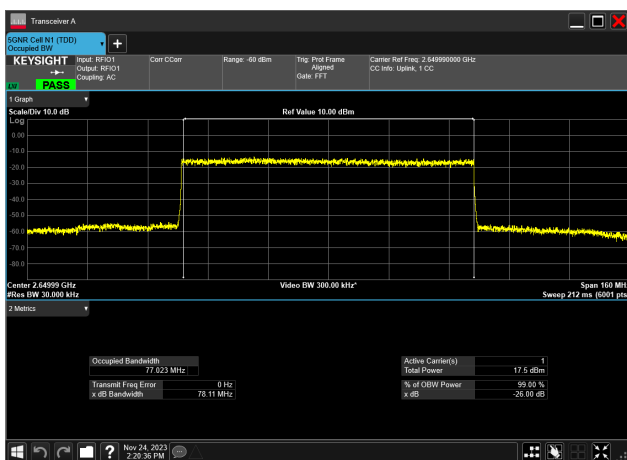 Transceiver A
5GNR Cell N1 (TDD)
Occupied BW
KEYSIGHT
LXI
PASS
Input: RFIO1
Output: RFIO1
Coupling: AC
Corr CCorr
Range: -60 dBm
Trig: Prot Frame
Aligned
Gate: FFT
Carrier Ref Freq: 2.649990000 GHz
CC Info: Uplink, 1 CC
1 Graph
Scale/Div 10.0 dB
Ref Value 10.00 dBm
Log
0.00
-10.0
-20.0
-30.0
-40.0
-50.0
-60.0
-70.0
-80.0
Center 2.64999 GHz
Video BW 300.00 kHz*
Span 160 MH
#Res BW 30.000 kHz
Sweep 212 ms (6001 pts
2 Metrics
Occupied Bandwidth
77.023 MHz
Transmit Freq Error 0 Hz
x dB Bandwidth 78.11 MHz
Active Carrier(s) 1
Total Power 17.5 dBm
% of OBW Power 99.00 %
x dB -26.00 dB
?
Nov 24, 2023
2:20:36 PM